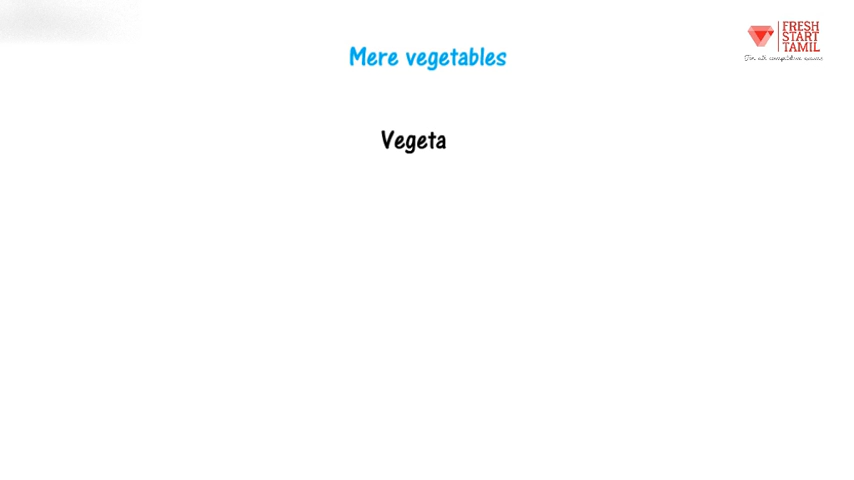 Mere vegetables
FRESH
START
TAMIL
For all competitive exams
Vegeta